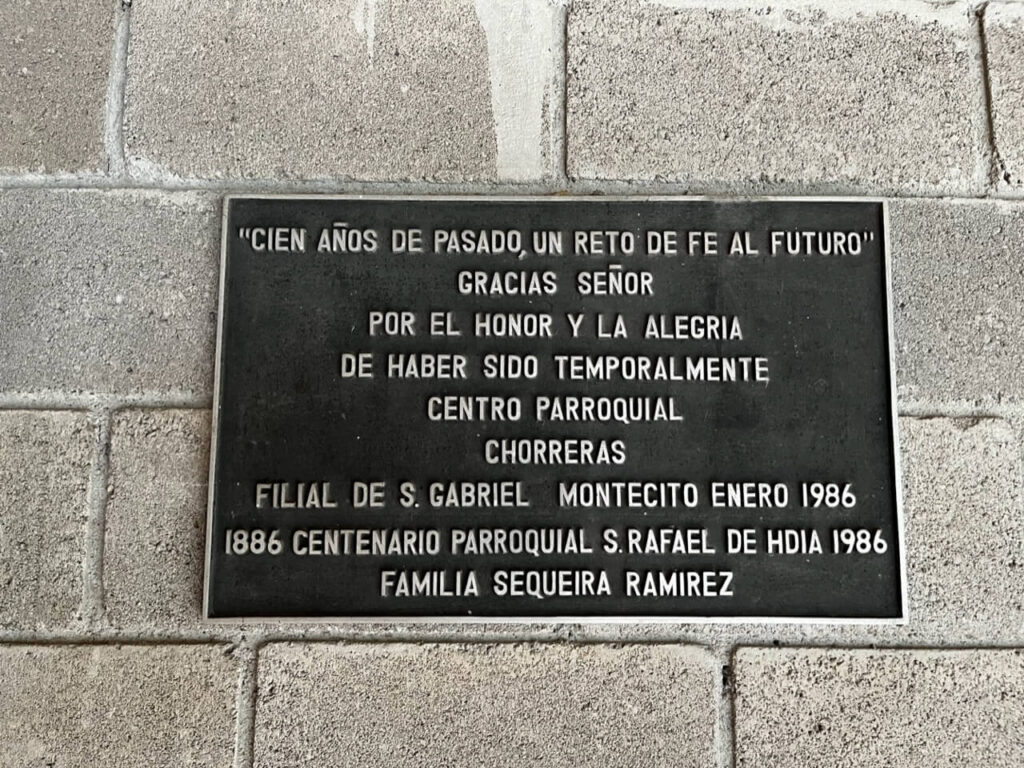 "CIEN AÑOS DE PASADO, UN RETO DE FE AL FUTURO"
GRACIAS SEÑOR
POR EL HONOR Y LA ALEGRIA
DE HABER SIDO TEMPORALMENTE
CENTRO PARROQUIAL
CHORRERAS
FILIAL DE S. GABRIEL MONTECITO ENERO 1986
1886 CENTENARIO PARROQUIAL S. RAFAEL DE HDIA 1986
FAMILIA SEQUEIRA RAMIREZ